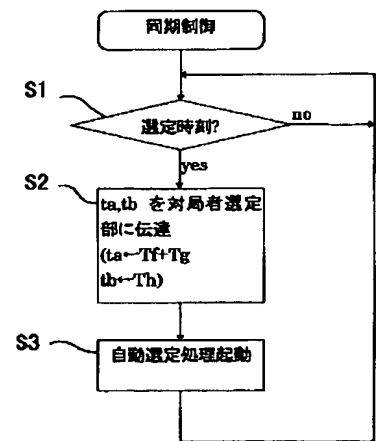 同期制御
S1
選定時刻?
no
yes
S2
ta,tb を対局者選定
部に伝達
(ta←Tf+Tg
tb←Th)
S3
自動選定処理起動